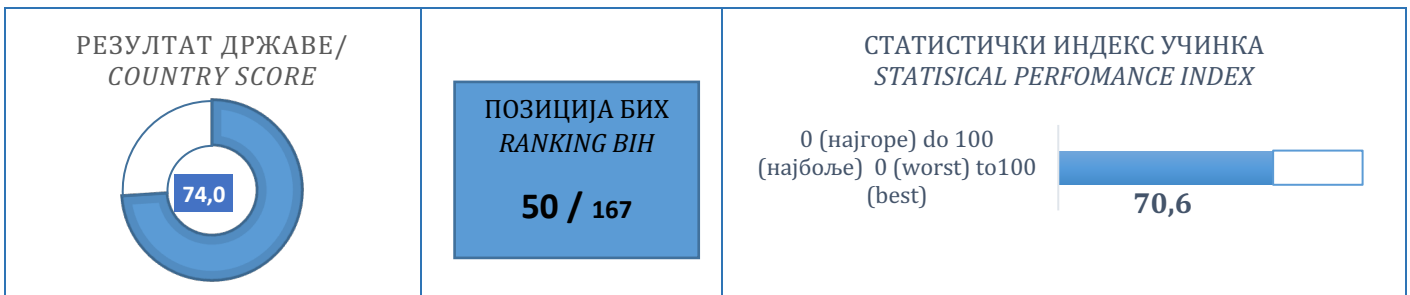 РЕЗУЛТАТ ДРЖАВЕ/
COUNTRY SCORE
74,0
ПОЗИЦИЈА БИХ
RANKING BIH
50 / 167
СТАТИСТИЧКИ ИНДЕКС УЧИНКА
STATISICAL PERFOMANCE INDEX
0 (најгоре) do 100
(најбоље) 0 (worst) to100
(best)
70,6